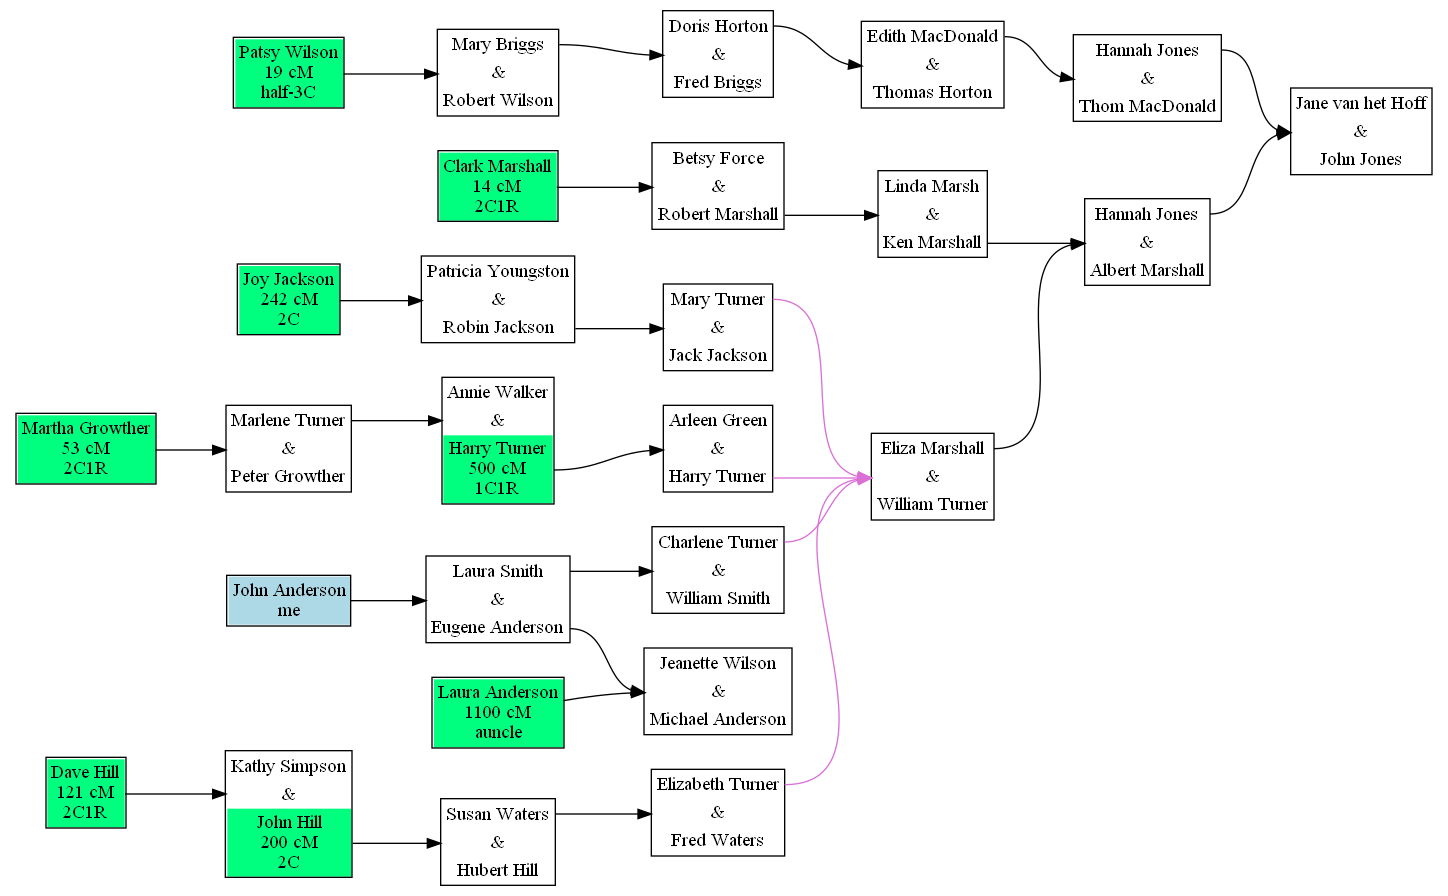 Patsy Wilson
19 cM
half-3C
Mary Briggs
&
Robert Wilson
Doris Horton
&
Fred Briggs
Edith MacDonald
&
Thomas Horton
Hannah Jones
&
Thom MacDonald
Jane van het Hoff
&
John Jones
Clark Marshall
14 cM
2C1R
Betsy Force
&
Robert Marshall
Linda Marsh
&
Ken Marshall
Hannah Jones
&
Albert Marshall
Joy Jackson
242 cM
2C
Patricia Youngston
&
Robin Jackson
Mary Turner
&
Jack Jackson
Martha Growther
53 cM
2C1R
Marlene Turner
&
Peter Growther
Annie Walker
&
Harry Turner
500 cM
1C1R
Arleen Green
&
Harry Turner
Eliza Marshall
&
William Turner
John Anderson
me
Laura Smith
&
Eugene Anderson
Charlene Turner
&
William Smith
Laura Anderson
1100 cM
auncle
Jeanette Wilson
&
Michael Anderson
Dave Hill
121 cM
2C1R
Kathy Simpson
&
John Hill
200 cM
2C
Susan Waters
&
Hubert Hill
Elizabeth Turner
&
Fred Waters